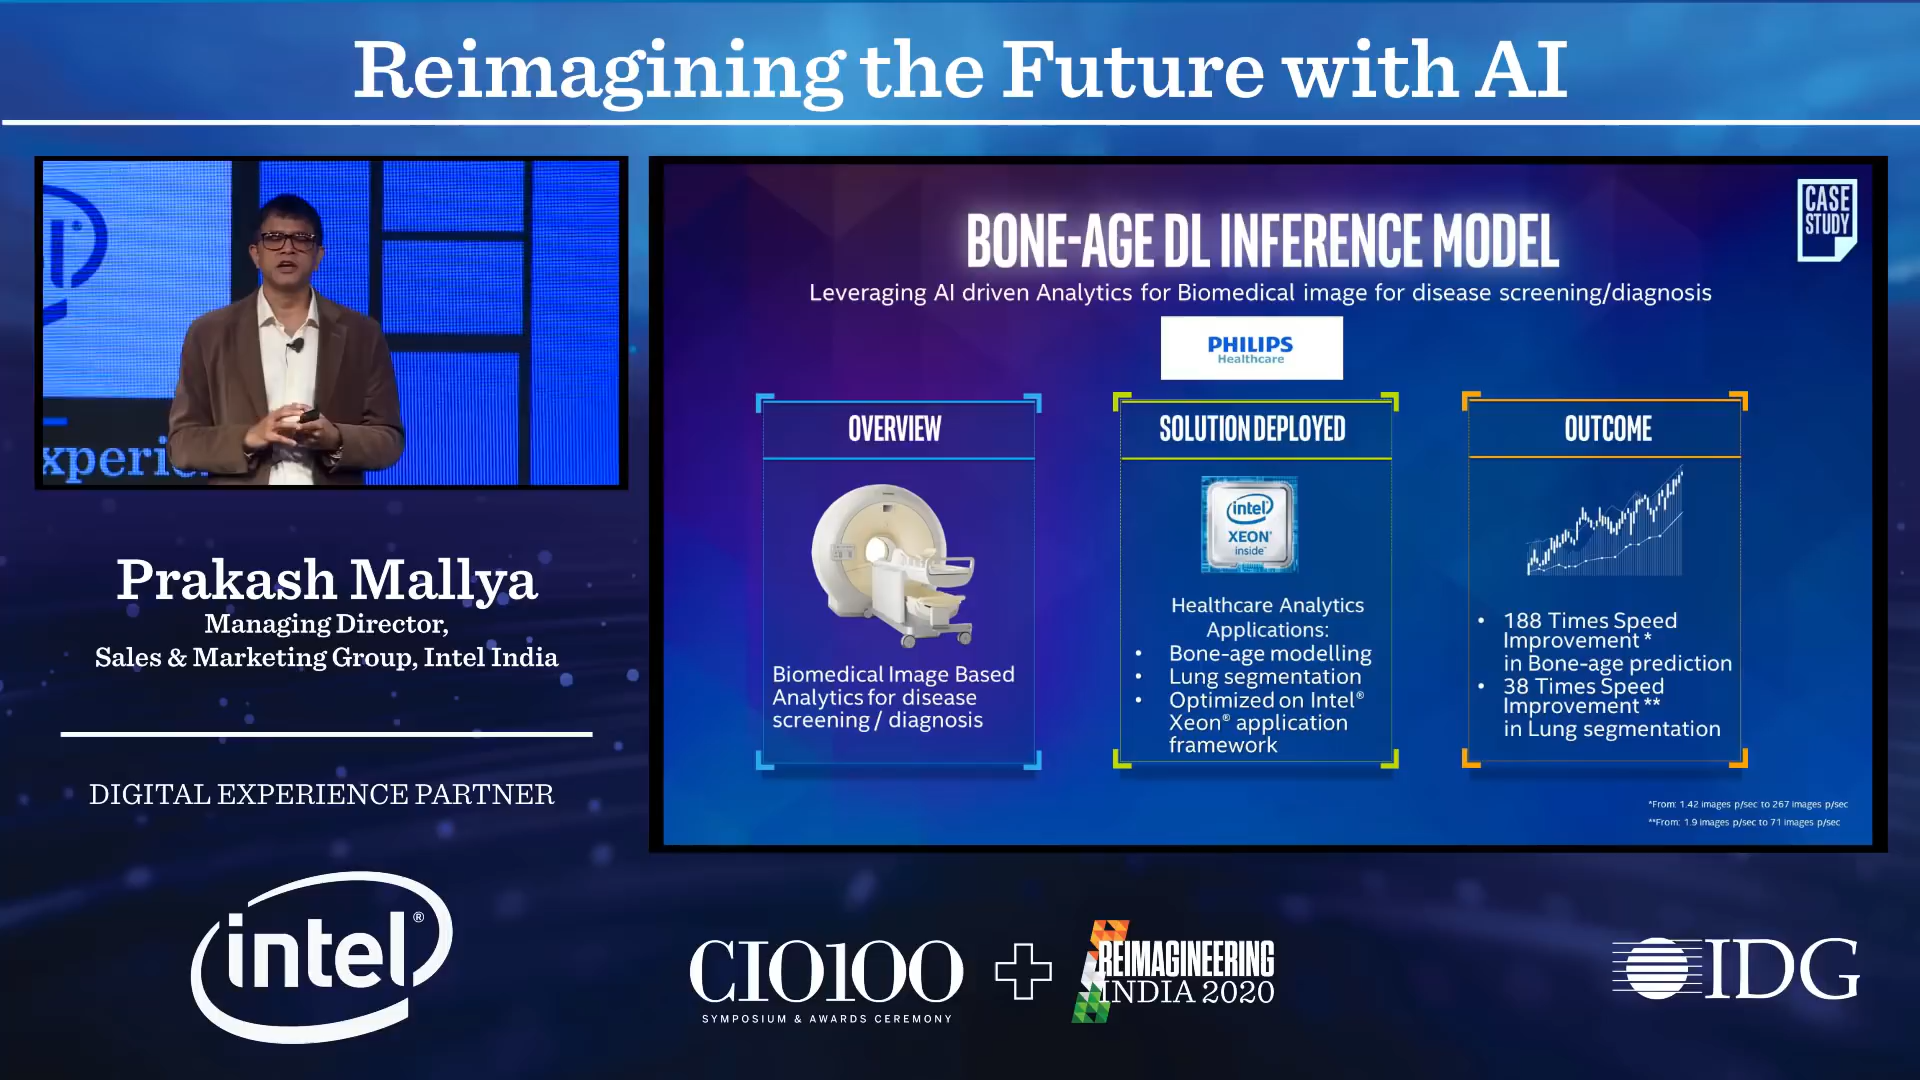 Reimagining the Future with AI
xperi
Prakash Mallya
Managing Director,
Sales & Marketing Group, Intel India
DIGITAL EXPERIENCE PARTNER
intel®
CASE
STUDY
BONE-AGE DL INFERENCE MODEL
Leveraging AI driven Analytics for Biomedical image for disease screening/diagnosis
PHILIPS
Healthcare
OVERVIEW
Biomedical Image Based
Analytics for disease
screening / diagnosis
SOLUTION DEPLOYED
intel®
XEON®
inside™
Healthcare Analytics
Applications:
• Bone-age modelling
• Lung segmentation
• Optimized on Intel®
Xeon® application
framework
OUTCOME
• 188 Times Speed
Improvement *
in Bone-age prediction
• 38 Times Speed
Improvement **
in Lung segmentation
*From: 1.42 images p/sec to 267 images p/sec
**From: 1.9 images p/sec to 71 images p/sec
CIO100
SYMPOSIUM & AWARDS CEREMONY
REIMAGINEERING
INDIA 2020
IDG